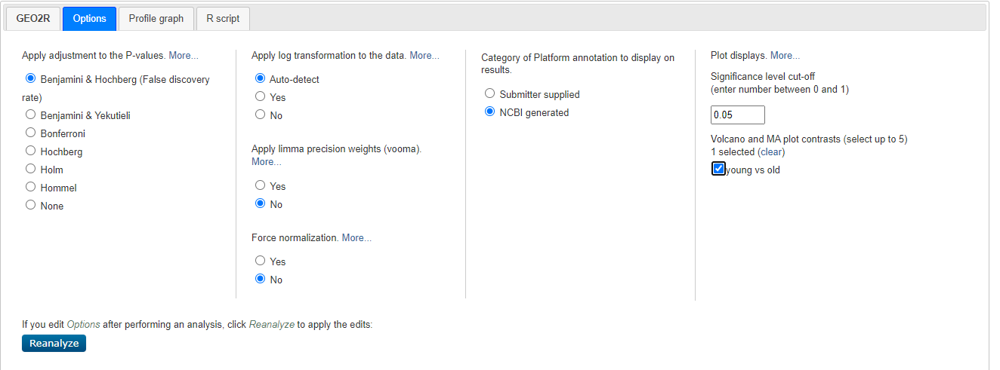 GEO2R
Options
Profile graph
R script
Apply adjustment to the P-values. More...
Benjamini & Hochberg (False discovery
rate)
Benjamini & Yekutieli
Bonferroni
Hochberg
Holm
Hommel
None
Apply log transformation to the data. More...
Auto-detect
Yes
No
Apply limma precision weights (vooma).
More...
Yes
No
Force normalization. More...
Yes
No
Category of Platform annotation to display on
results.
Submitter supplied
NCBI generated
Plot displays. More...
Significance level cut-off
(enter number between 0 and 1)
0.05
Volcano and MA plot contrasts (select up to 5)
1 selected (clear)
young vs old
If you edit Options after performing an analysis, click Reanalyze to apply the edits:
Reanalyze